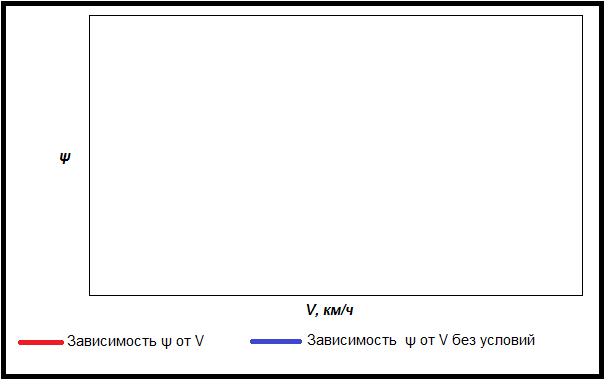 ψ
V, км/ч
Зависимость ψ от V
Зависимость ψ от V без условий